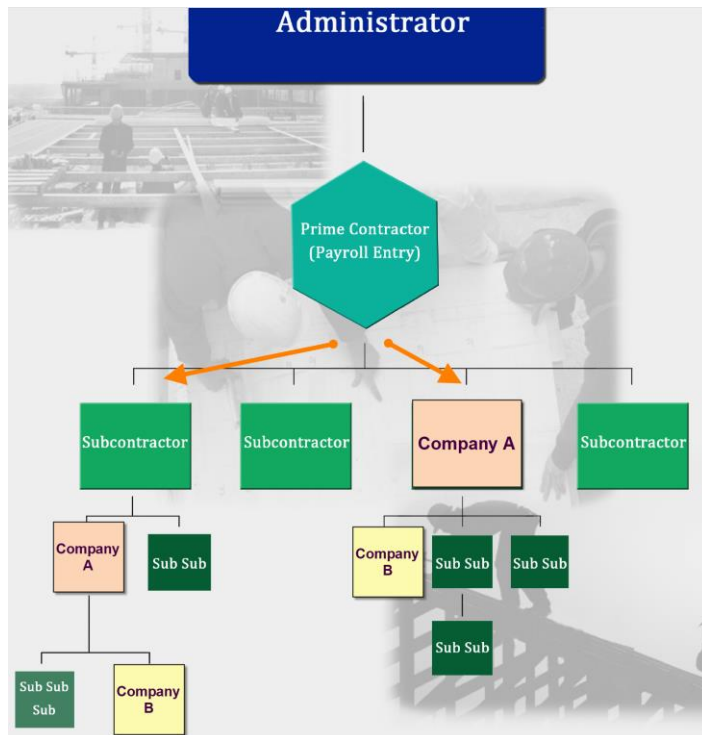 Administrator
Prime Contractor
(Payroll Entry)
Subcontractor
Subcontractor
Company A
Subcontractor
Company
A
Sub Sub
Company
B
Sub Sub
Sub Sub
Sub Sub
Sub Sub
Sub
Company
B